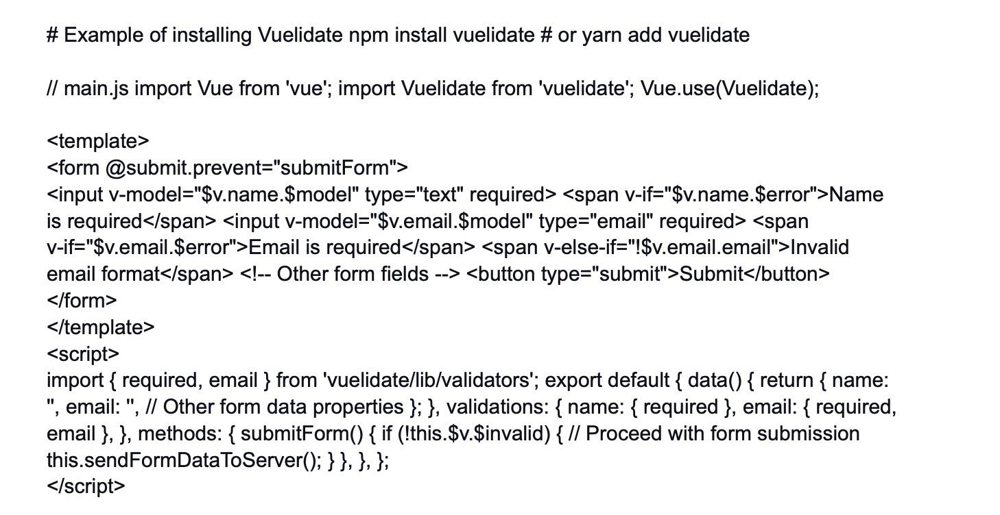 # Example of installing Vuelidate npm install vuelidate # or yarn add vuelidate
// main.js import Vue from 'vue'; import Vuelidate from 'vuelidate'; Vue.use(Vuelidate);
<template>
<form @submit.prevent="submitForm">
<input v-model="$v.name.$model" type="text" required> <span v-if="$v.name.$error">Name
is required</span> <input v-model="$v.email.$model" type="email" required> <span
v-if="$v.email.$error">Email is required</span> <span v-else-if="!$v.email.email">Invalid
email format</span> <!-- Other form fields --> <button type="submit">Submit</button>
</form>
</template>
<script>
import { required, email } from 'vuelidate/lib/validators'; export default { data() { return { name:
'', email: '', // Other form data properties }; }, validations: { name: { required }, email: { required,
email }, }, methods: { submitForm() { if (!this.$v.$invalid) { // Proceed with form submission
this.sendFormDataToServer(); } }, }, };
</script>